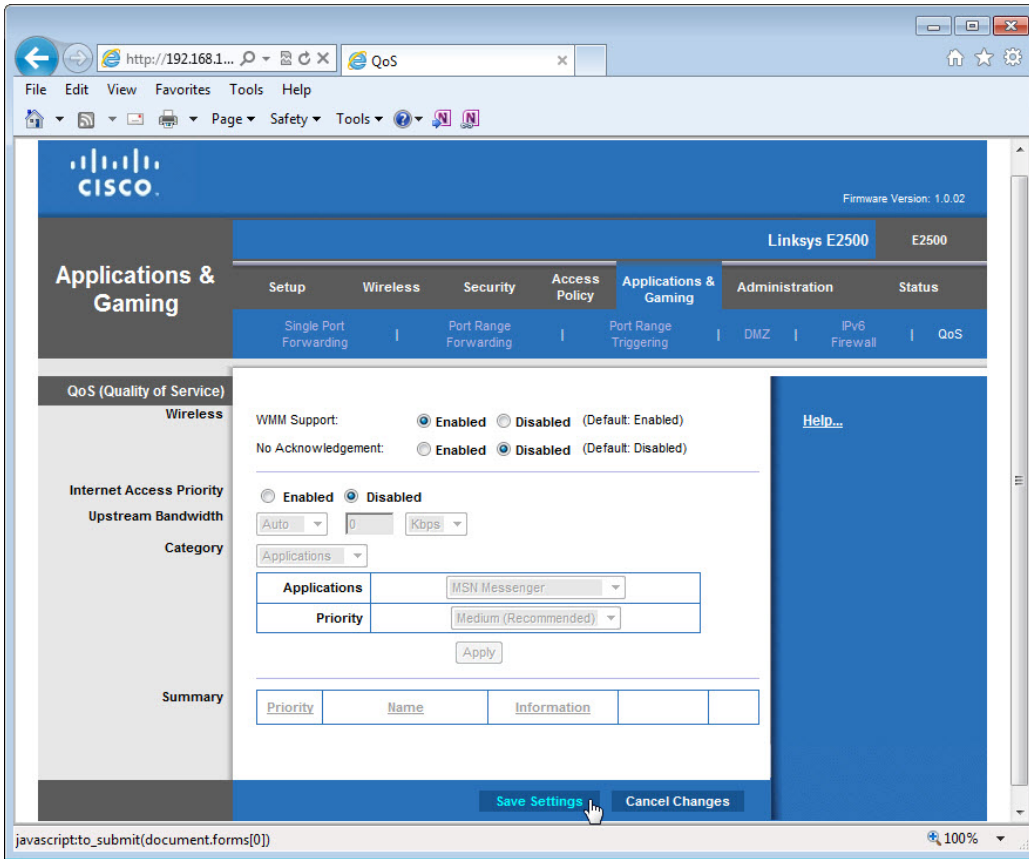 http://192.168.1...
QoS
File Edit View Favorites Tools Help
Page Safety Tools
CISCO.
Firmware Version: 1.0.02
Linksys E2500 E2500
Applications & Gaming
Setup Wireless Security Access Policy Applications & Gaming Administration Status
Single Port Forwarding | Port Range Forwarding | Port Range Triggering | DMZ | IPv6 Firewall | QoS
QoS (Quality of Service)
Wireless
WMM Support: Enabled Disabled (Default: Enabled)
No Acknowledgement: Enabled Disabled (Default: Disabled)
Help...
Internet Access Priority Enabled Disabled
Upstream Bandwidth Auto 0 Kbps
Category Applications
Applications MSN Messenger
Priority Medium (Recommended)
Apply
Summary
Priority Name Information
Save Settings Cancel Changes
javascript:to_submit(document.forms[0]) 100%